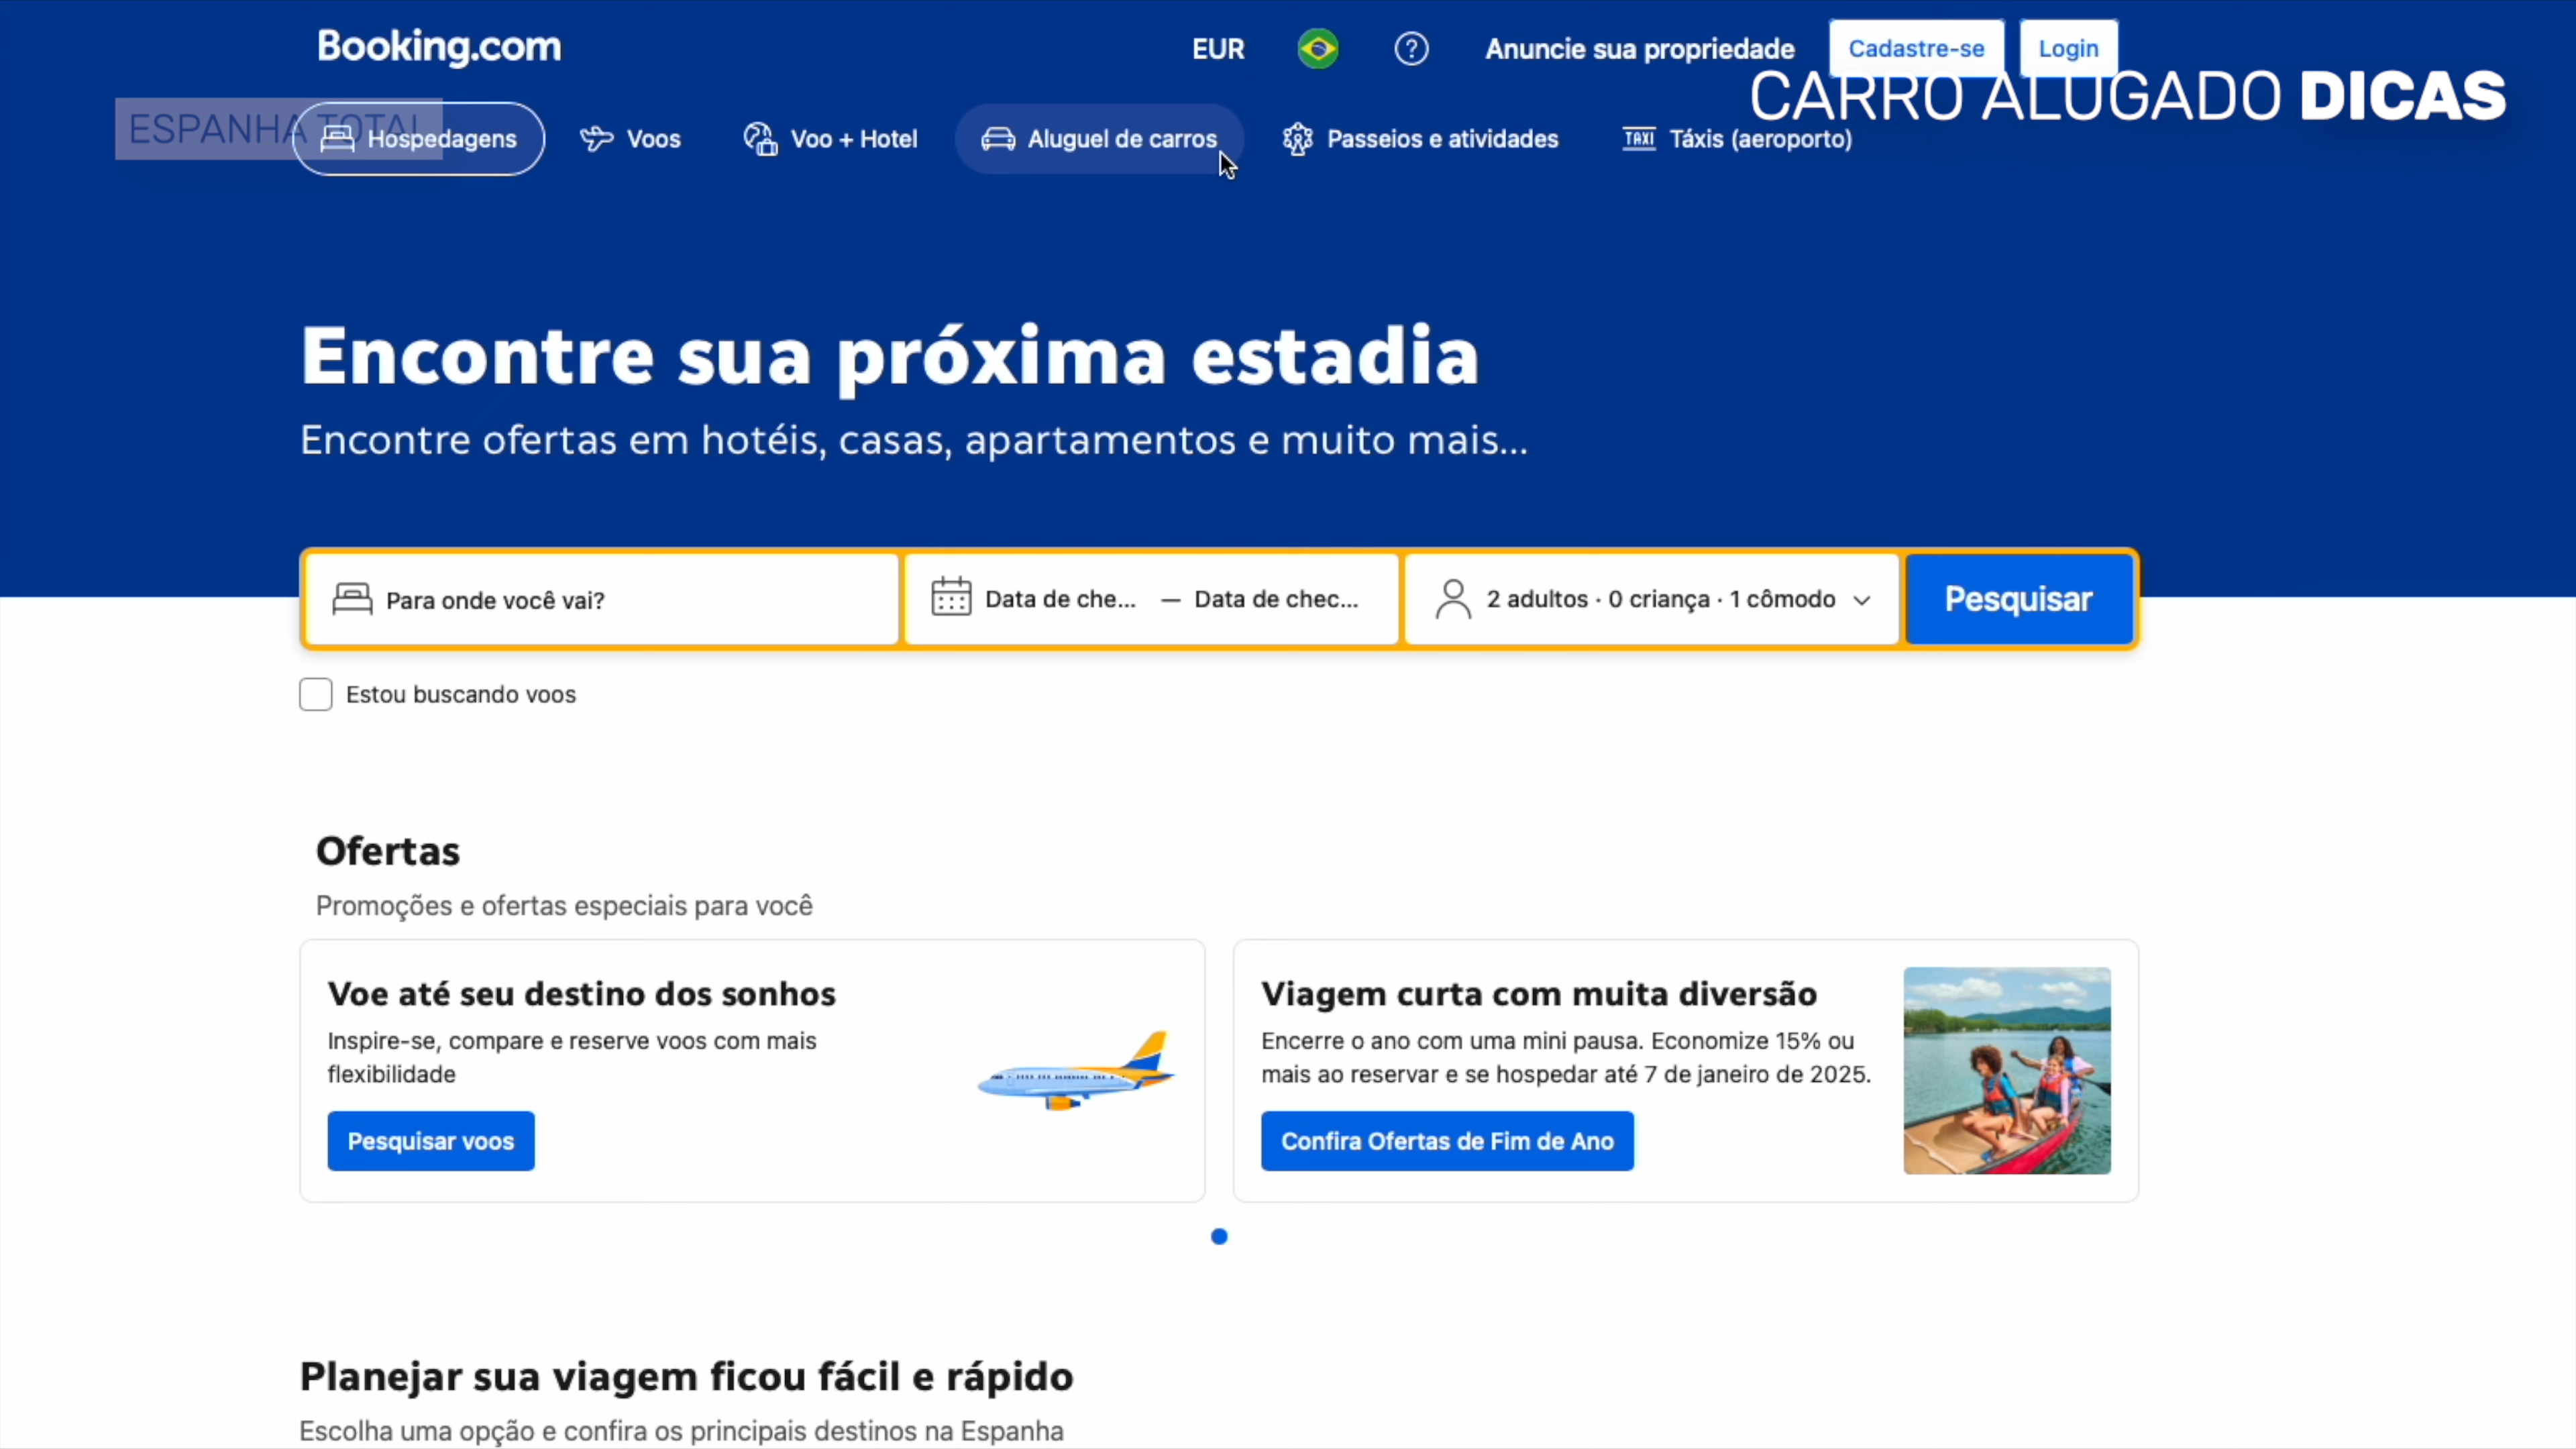 Booking.com
EUR
Anuncie sua propriedade
Cadastre-se
Login
CARRO ALUGADO DICAS
ESPANHA TOTAL
Hospedagens
Voos
Voo + Hotel
Aluguel de carros
Passeios e atividades
TAXI Táxis (aeroporto)
Encontre sua próxima estadia
Encontre ofertas em hotéis, casas, apartamentos e muito mais...
Para onde você vai?
Data de che... — Data de chec...
2 adultos · 0 criança · 1 cômodo
Pesquisar
Estou buscando voos
Ofertas
Promoções e ofertas especiais para você
Voe até seu destino dos sonhos
Inspire-se, compare e reserve voos com mais
flexibilidade
Pesquisar voos
Viagem curta com muita diversão
Encerre o ano com uma mini pausa. Economize 15% ou
mais ao reservar e se hospedar até 7 de janeiro de 2025.
Confira Ofertas de Fim de Ano
Planejar sua viagem ficou fácil e rápido
Escolha uma opção e confira os principais destinos na Espanha